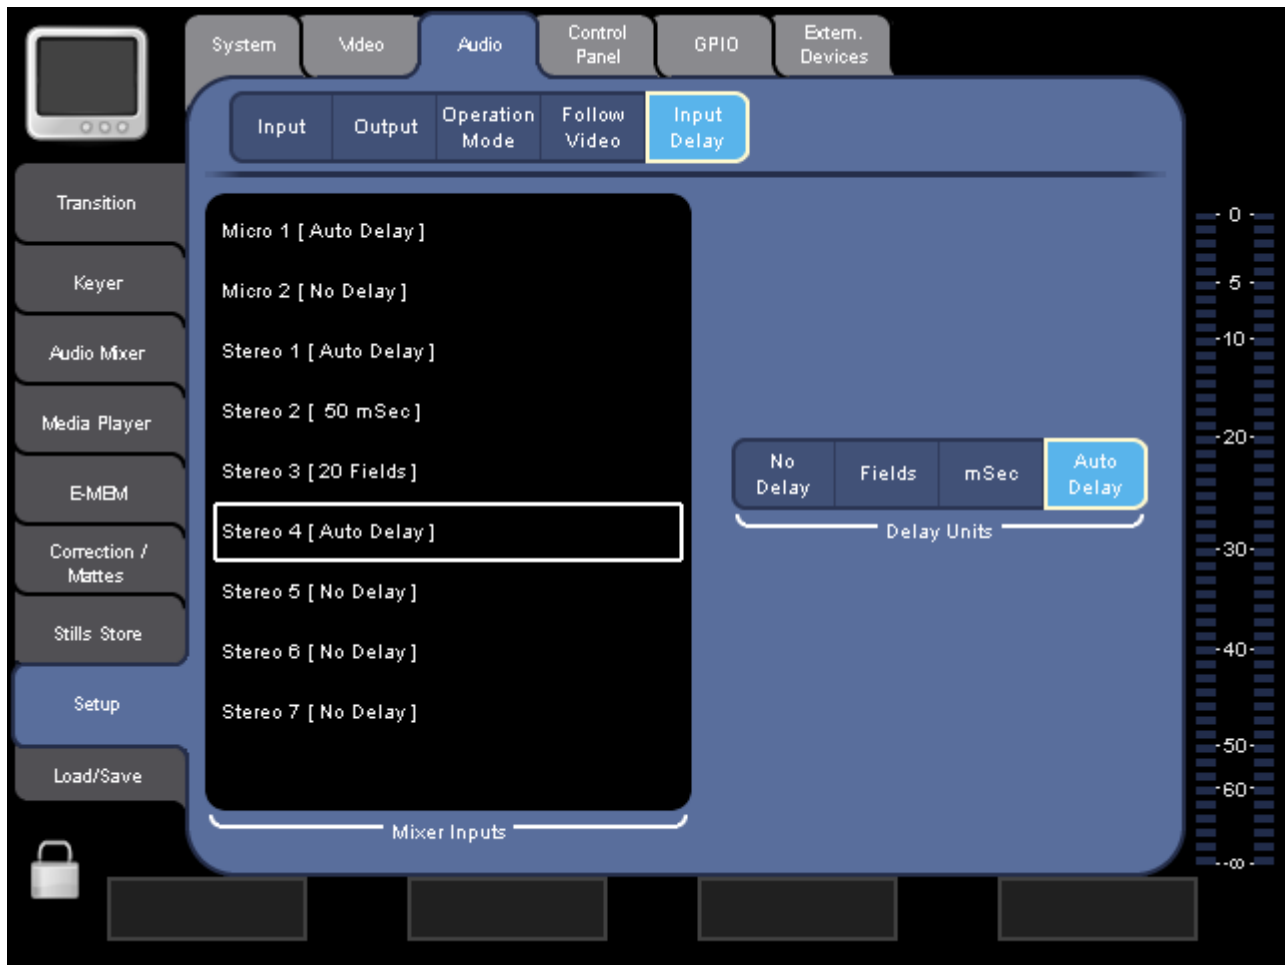 System
Video
Audio
Control
Panel
GPIO
Extern.
Devices
Input
Output
Operation
Mode
Follow
Video
Input
Delay
Transition
Keyer
Audio Mixer
Media Player
E-MEM
Correction /
Mattes
Stills Store
Setup
Load/Save
Micro 1 [ Auto Delay ]
Micro 2 [ No Delay ]
Stereo 1 [ Auto Delay ]
Stereo 2 [ 50 mSec ]
Stereo 3 [ 20 Fields ]
Stereo 4 [ Auto Delay ]
Stereo 5 [ No Delay ]
Stereo 6 [ No Delay ]
Stereo 7 [ No Delay ]
Mixer Inputs
No
Delay
Fields
mSec
Auto
Delay
Delay Units
- 0 -
- 5 -
-10-
-20-
-30-
-40-
-50-
-60-
--∞-